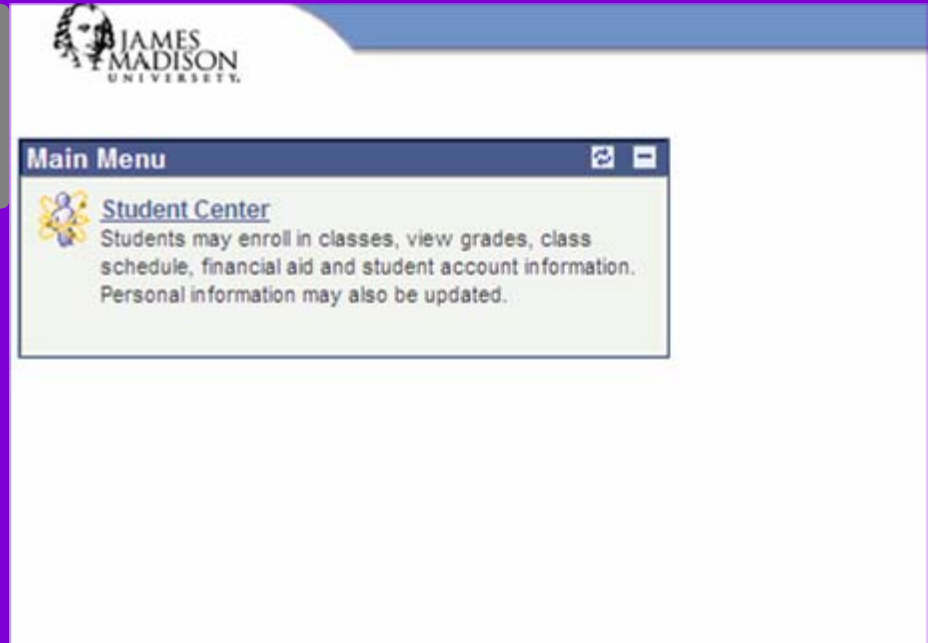 JAMES
MADISON
UNIVERSITY.
Main Menu
Student Center
Students may enroll in classes, view grades, class
schedule, financial aid and student account information.
Personal information may also be updated.